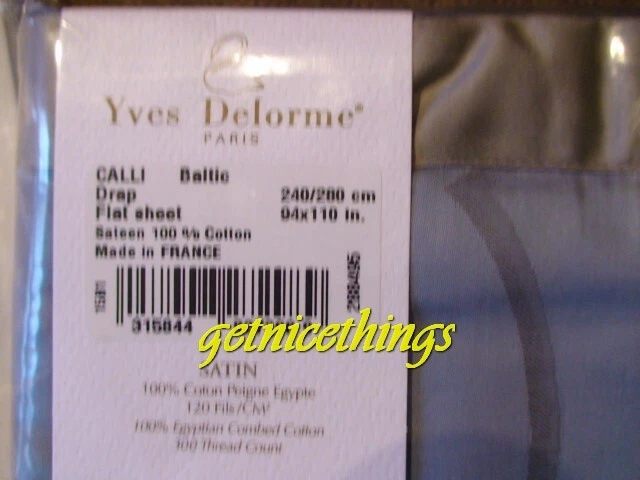 Yves Delorme®
PARIS
CALLI Baltic
Drap 240/280 cm
Flat sheet 94x110 in.
Sateen 100 % Cotton
Made in FRANCE
315844
getnicethings
SATIN
100% Coton Peigné Egypte
120 Fils/CM²
100% Egyptian Combed Cotton
300 Thread Count